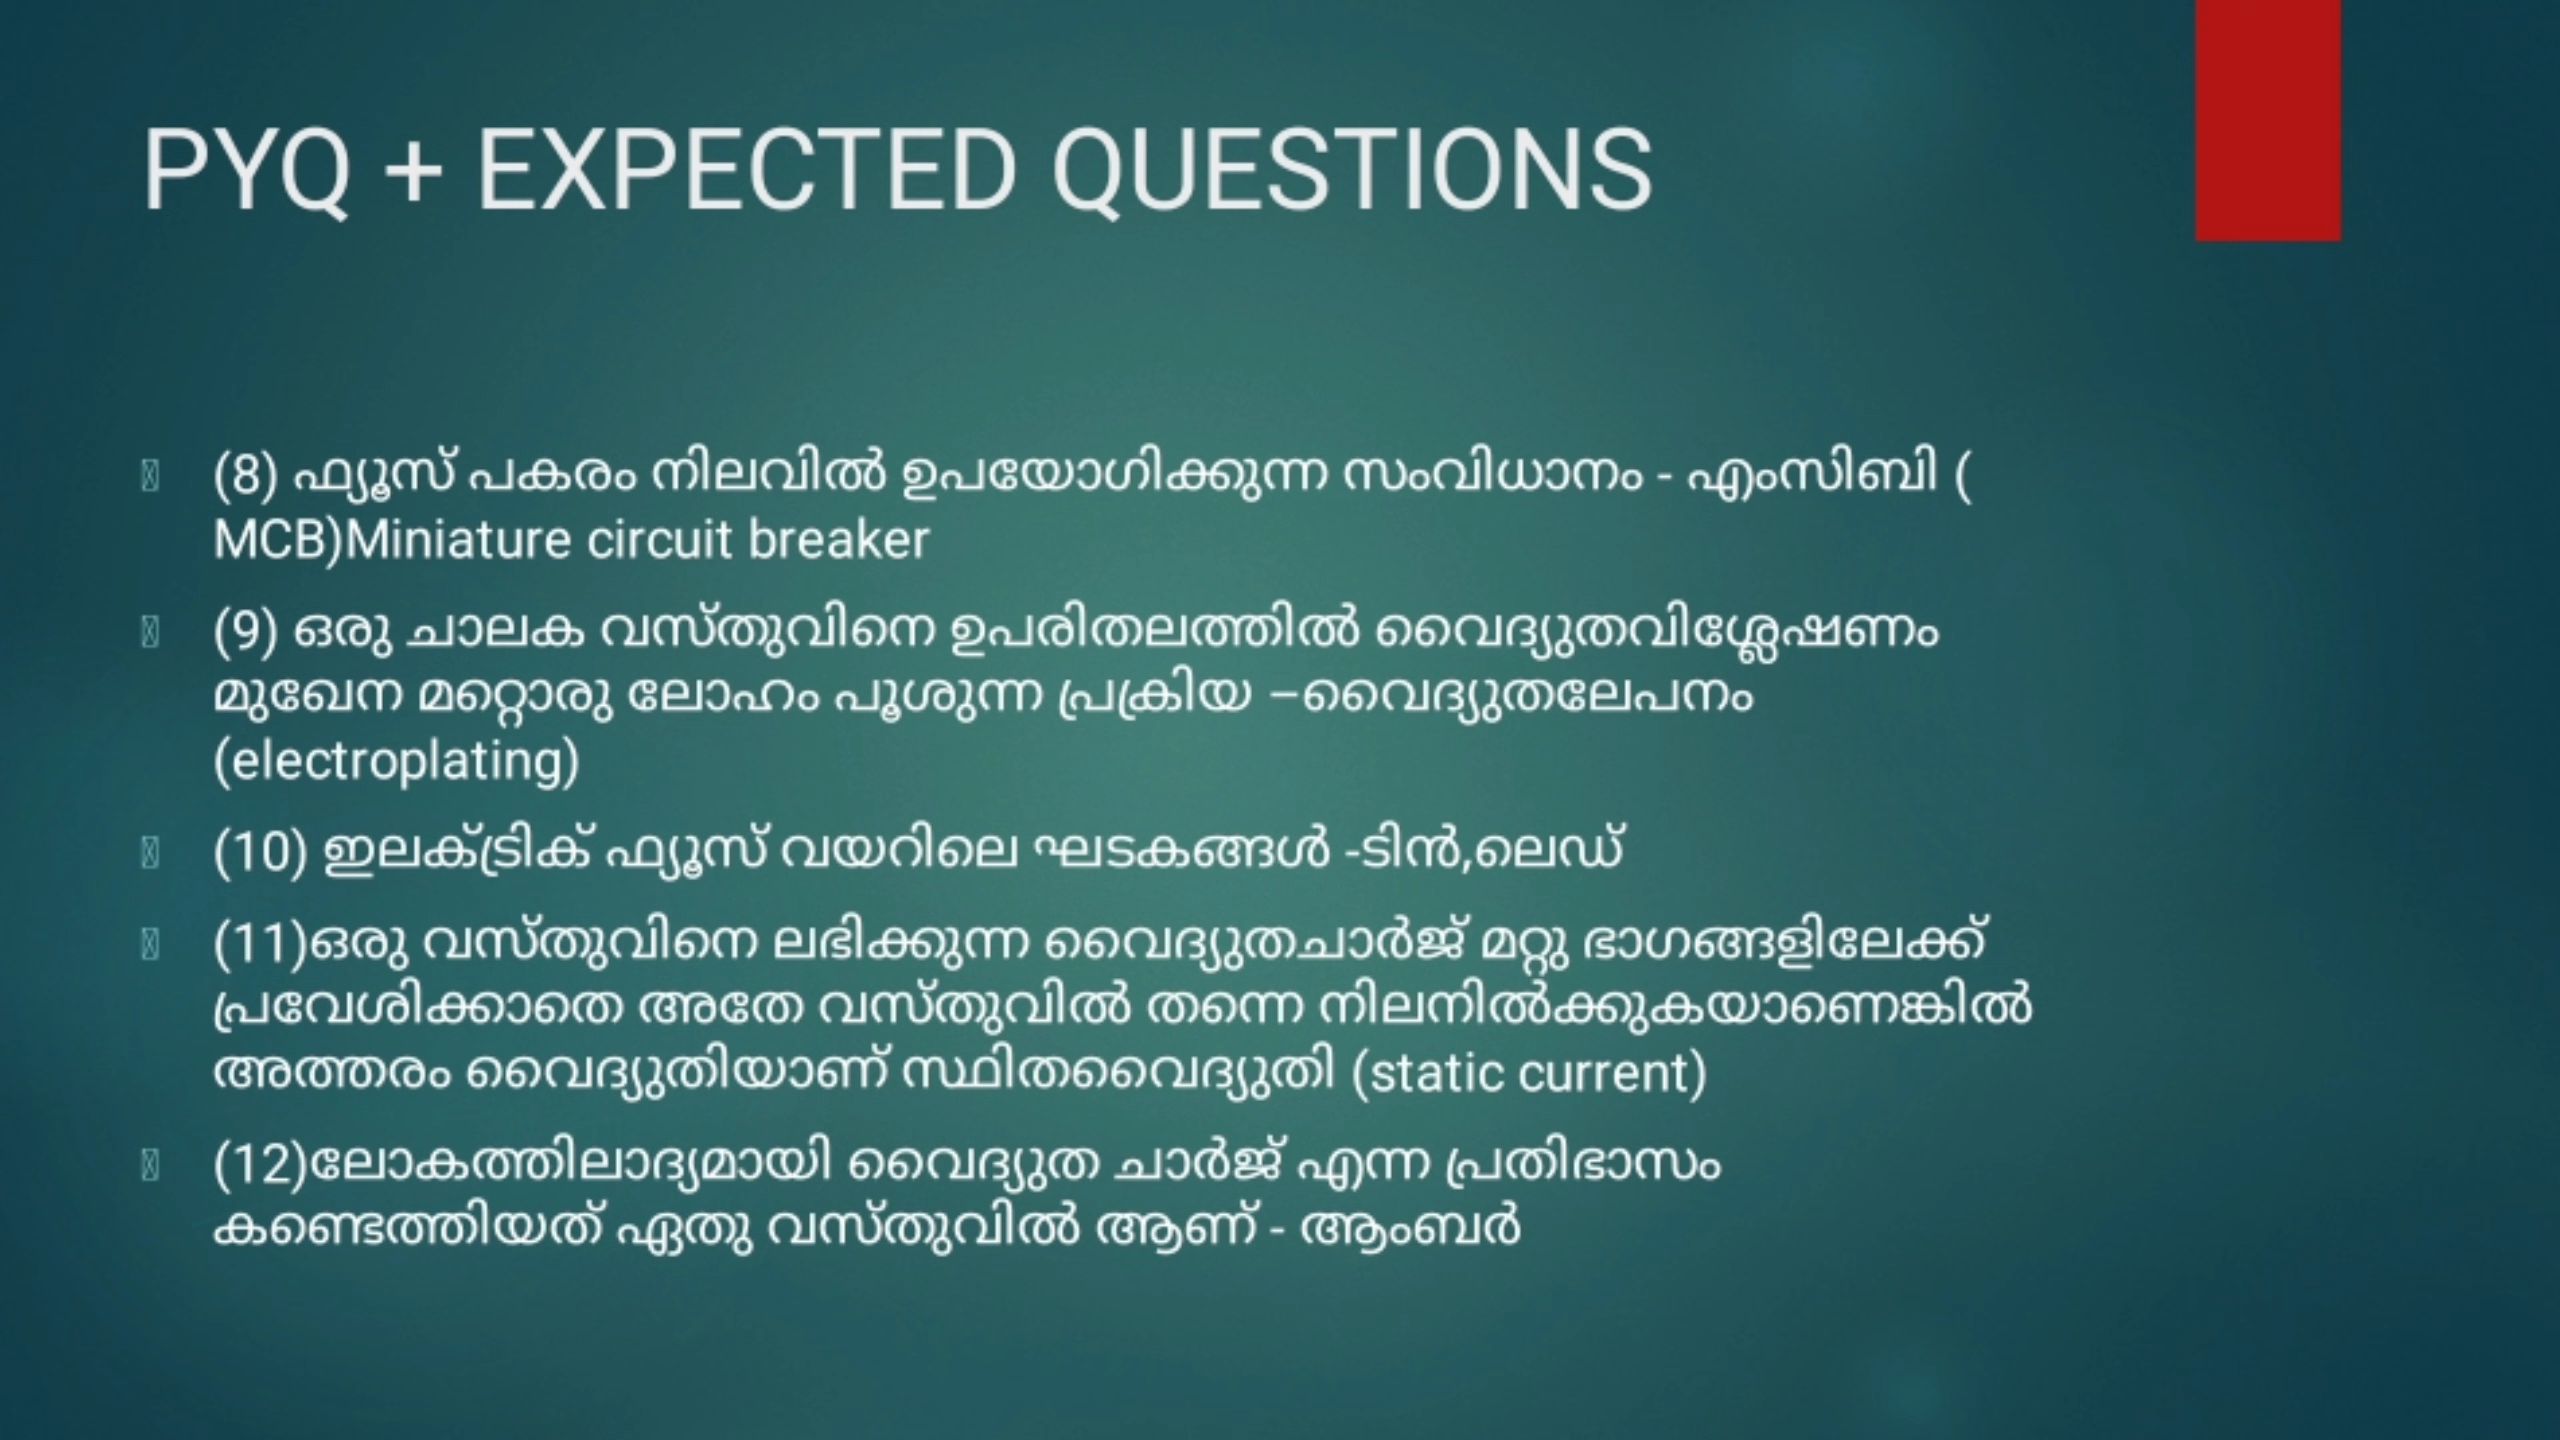 PYQ + EXPECTED QUESTIONS
(8) ഫ്യൂസ് പകരം നിലവിൽ ഉപയോഗിക്കുന്ന സംവിധാനം - എംസിബി (
MCB)Miniature circuit breaker
(9) ഒരു ചാലക വസ്തുവിനെ ഉപരിതലത്തിൽ വൈദ്യുതവിശ്ലേഷണം
മുഖേന മറ്റൊരു ലോഹം പൂശുന്ന പ്രക്രിയ –വൈദ്യുതലേപനം
(electroplating)
(10) ഇലക്ട്രിക് ഫ്യൂസ് വയറിലെ ഘടകങ്ങൾ -ടിൻ,ലെഡ്
(11)ഒരു വസ്തുവിനെ ലഭിക്കുന്ന വൈദ്യുതചാർജ് മറ്റു ഭാഗങ്ങളിലേക്ക്
പ്രവേശിക്കാതെ അതേ വസ്തുവിൽ തന്നെ നിലനിൽക്കുകയാണെങ്കിൽ
അത്തരം വൈദ്യുതിയാണ് സ്ഥിതവൈദ്യുതി (static current)
(12)ലോകത്തിലാദ്യമായി വൈദ്യുത ചാർജ് എന്ന പ്രതിഭാസം
കണ്ടെത്തിയത് ഏതു വസ്തുവിൽ ആണ് - ആംബർ